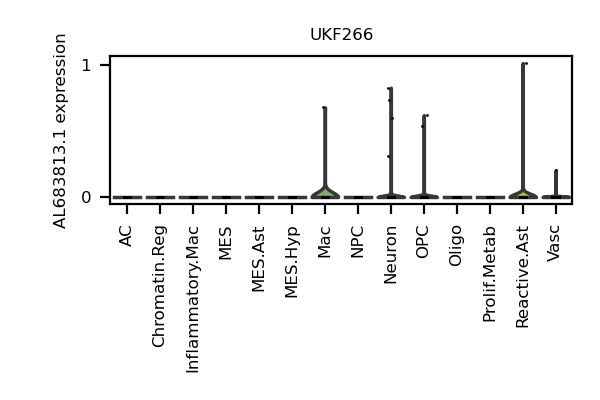 UKF266
AL683813.1 expression
1
0
AC
Chromatin.Reg
Inflammatory.Mac
MES
MES.Ast
MES.Hyp
Mac
NPC
Neuron
OPC
Oligo
Prolif.Metab
Reactive.Ast
Vasc